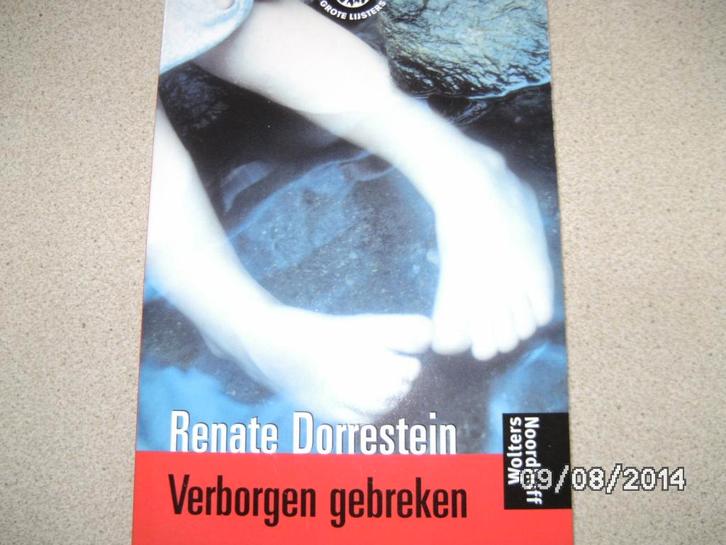 GROTE LIJSTERS
Renate Dorrestein
Verborgen gebreken
Wolters
Noordhoff
09/08/2014